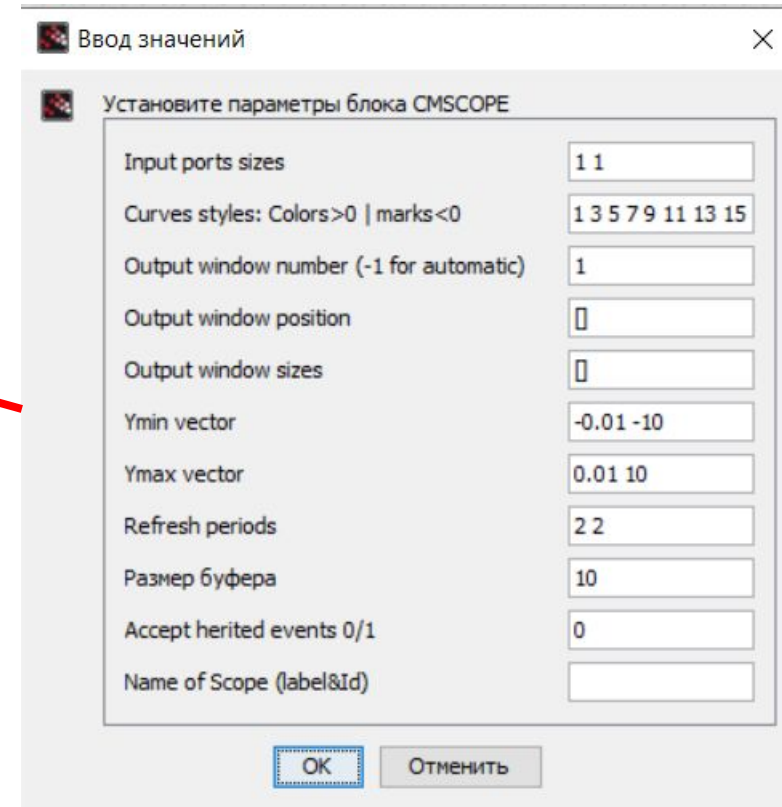 Ввод значений
Установите параметры блока CMSCOPE
Input ports sizes 1 1
Curves styles: Colors>0 | marks<0 1 3 5 7 9 11 13 15
Output window number (-1 for automatic) 1
Output window position []
Output window sizes []
Ymin vector -0.01 -10
Ymax vector 0.01 10
Refresh periods 2 2
Размер буфера 10
Accept herited events 0/1 0
Name of Scope (label&Id)
OK Отменить